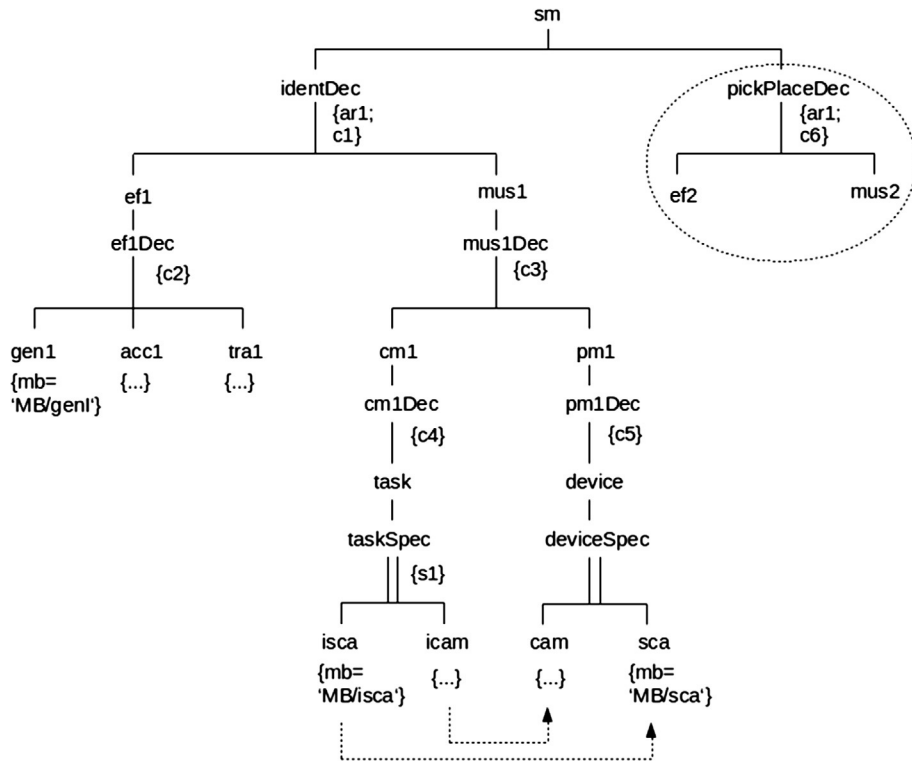 sm
identDec
pickPlaceDec
{ar1;
c1}
{ar1;
c6}
ef1
mus1
ef2
mus2
ef1Dec
mus1Dec
{c2}
{c3}
gen1
acc1
tra1
cm1
pm1
{mb=
'MB/genI'}
{...}
{...}
cm1Dec
pm1Dec
{c4}
{c5}
task
device
taskSpec
deviceSpec
{s1}
isca
icam
cam
sca
{mb=
'MB/isca'}
{...}
{...}
{mb=
'MB/sca'}